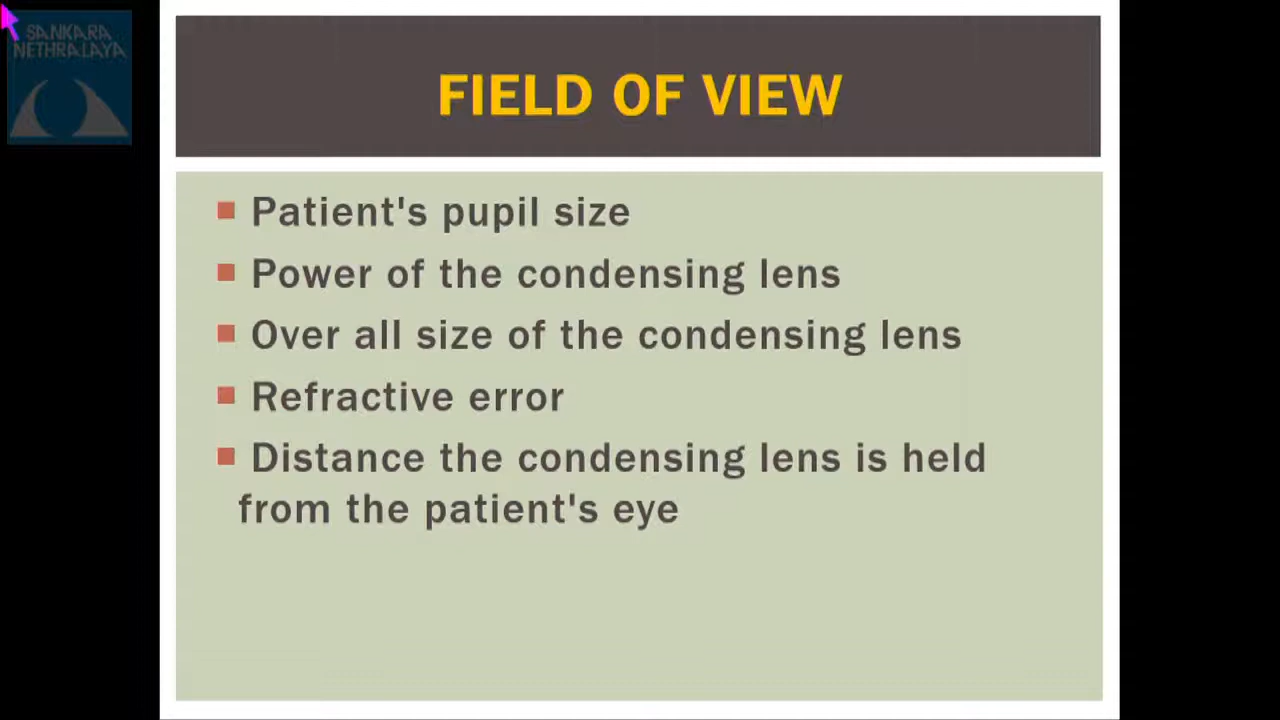 SANKARA
NETHRALAYA
FIELD OF VIEW
Patient's pupil size
Power of the condensing lens
Over all size of the condensing lens
Refractive error
Distance the condensing lens is held
from the patient's eye